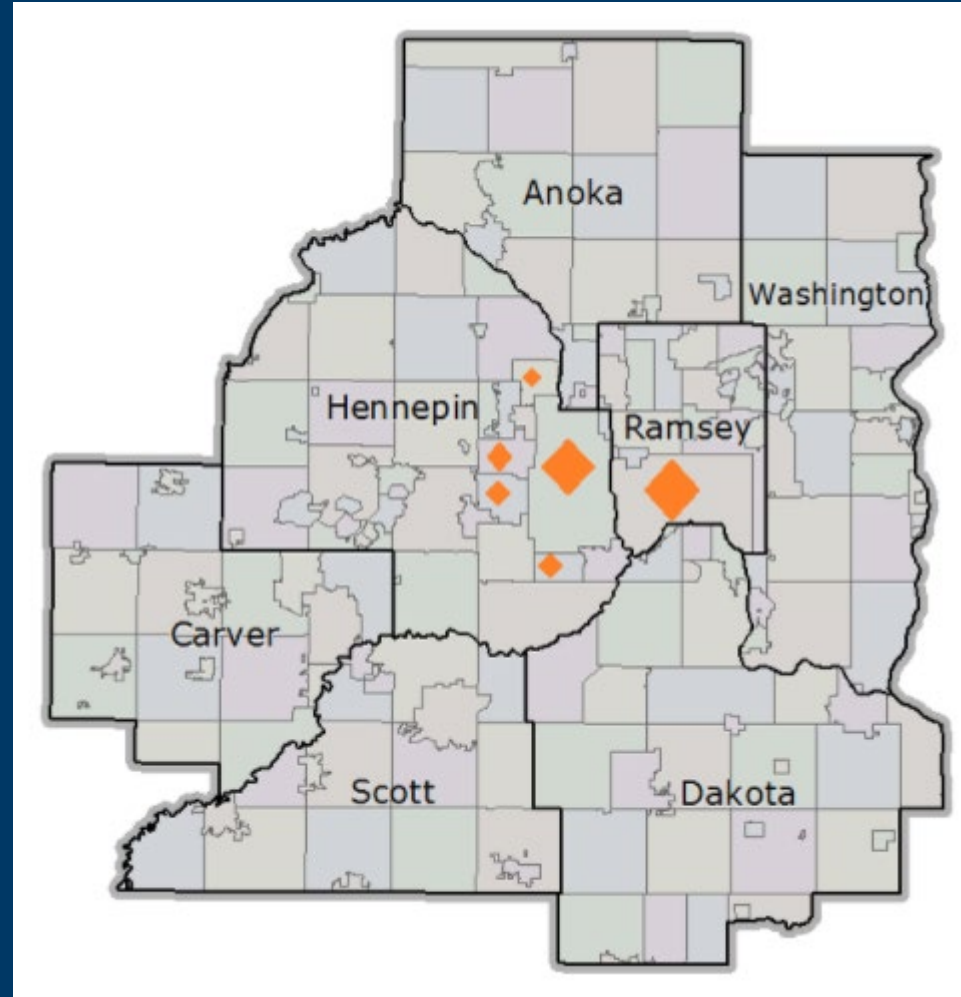 Anoka
Washington
Hennepin
Ramsey
Carver
Scott
Dakota